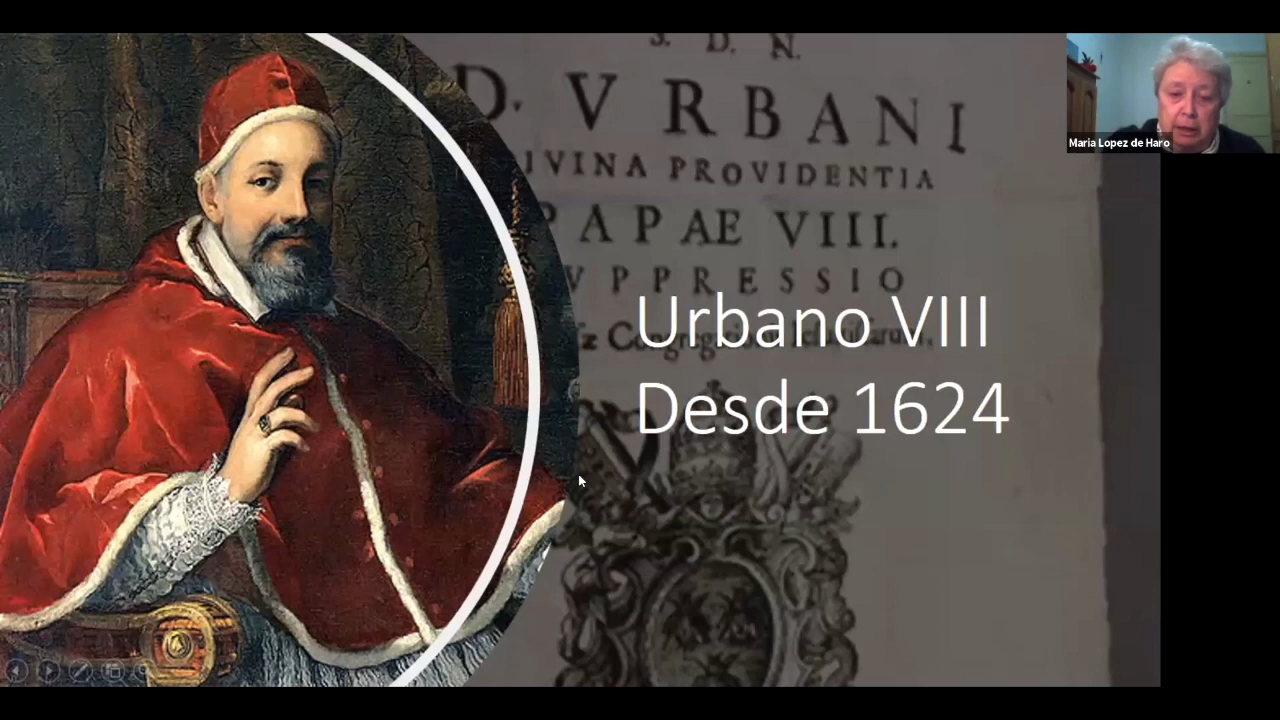 S. D. N.
D. VRBANI
IVINA PROVIDENTIA
PAPAE VIII.
VPPRESSIO
Urbano VIII
Desde 1624
Maria Lopez de Haro